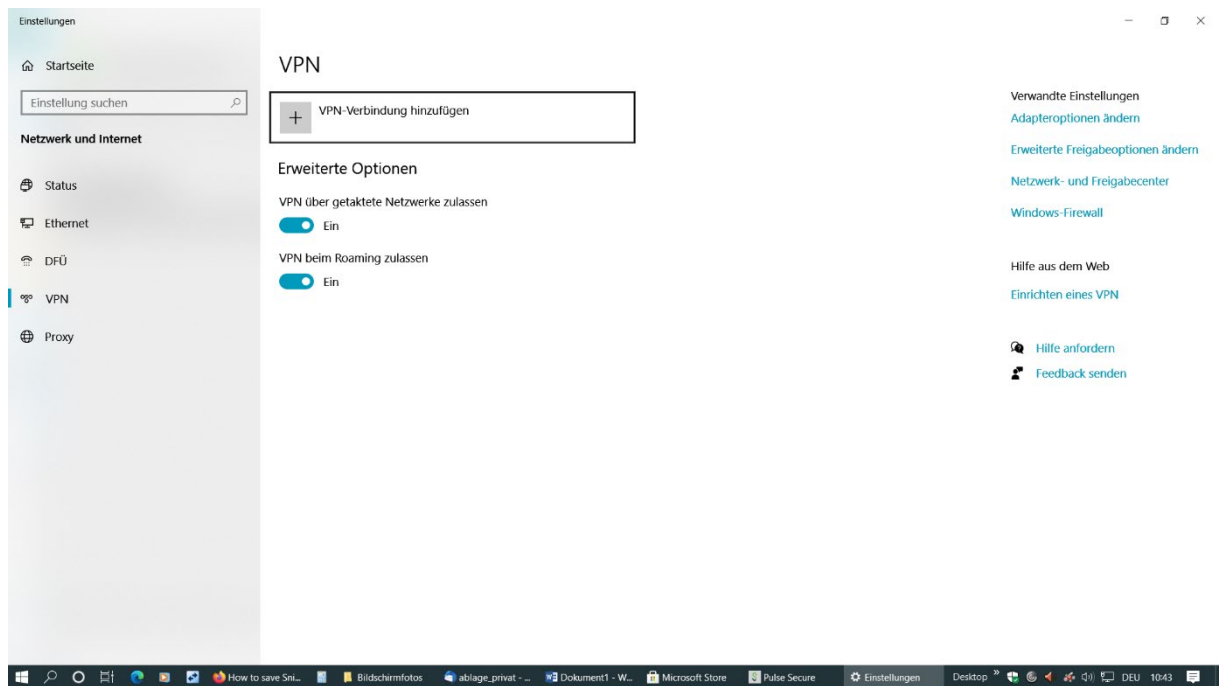 Einstellungen
Startseite
Einstellung suchen
Netzwerk und Internet
Status
Ethernet
DFÜ
VPN
Proxy
VPN
VPN-Verbindung hinzufügen
Erweiterte Optionen
VPN über getaktete Netzwerke zulassen
Ein
VPN beim Roaming zulassen
Ein
Verwandte Einstellungen
Adapteroptionen ändern
Erweiterte Freigabeoptionen ändern
Netzwerk- und Freigabecenter
Windows-Firewall
Hilfe aus dem Web
Einrichten eines VPN
Hilfe anfordern
Feedback senden
How to save Sni... Bildschirmfotos ablage_privat - ... Dokument1 - W... Microsoft Store Pulse Secure Einstellungen Desktop » DEU 10:43